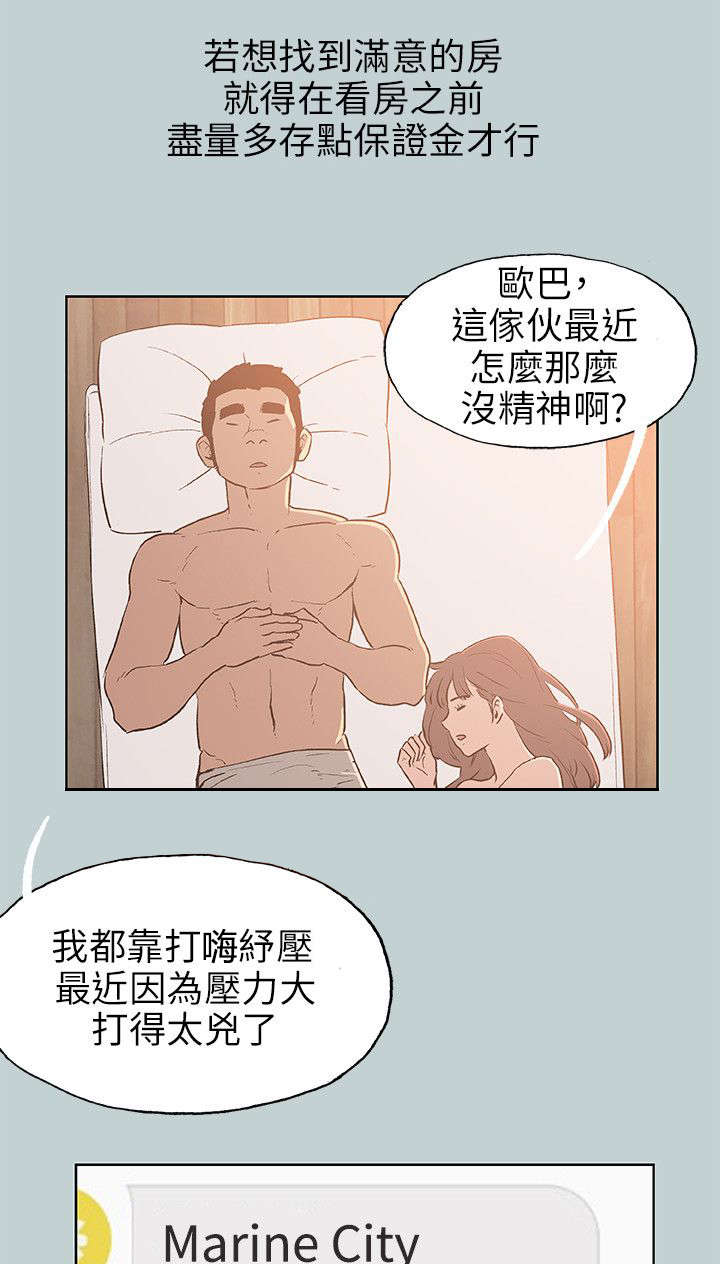 若想找到滿意的房
就得在看房之前
盡量多存點保證金才行
歐巴，
這傢伙最近
怎麼那麼
沒精神啊?
我都靠打嗨紓壓
最近因為壓力大
打得太兇了
Marine City